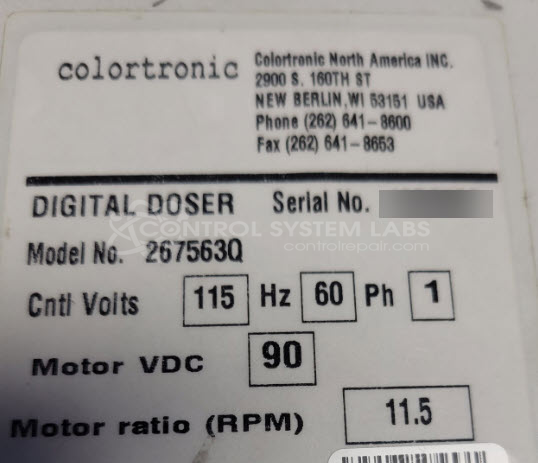 colortronic
Colortronic North America INC.
2900 S. 160TH ST
NEW BERLIN, WI 53151 USA
Phone (262) 641-8600
Fax (262) 641-8653
DIGITAL DOSER Serial No.
CONTROL SYSTEM LABS
controlrepair.com
Model No. 267563Q
Cntl Volts 115 Hz 60 Ph 1
Motor VDC 90
Motor ratio (RPM) 11.5